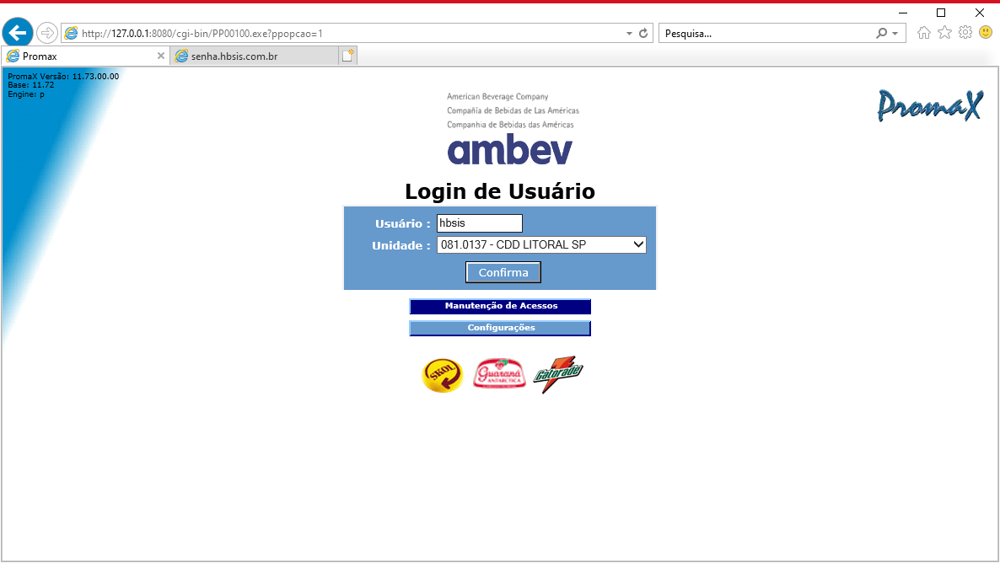 http://127.0.0.1:8080/cgi-bin/PP00100.exe?ppopcao=1
Pesquisa...
Promax
senha.hbsis.com.br
PromaX Versão: 11.73.00.00
Base: 11.72
Engine: p
American Beverage Company
Compañía de Bebidas de Las Américas
Companhia de Bebidas das Américas
ambev
PromaX
Login de Usuário
Usuário : hbsis
Unidade : 081.0137 - CDD LITORAL SP
Confirma
Manutenção de Acessos
Configurações
SKOL
Guaraná
ANTARCTICA
Gatorade